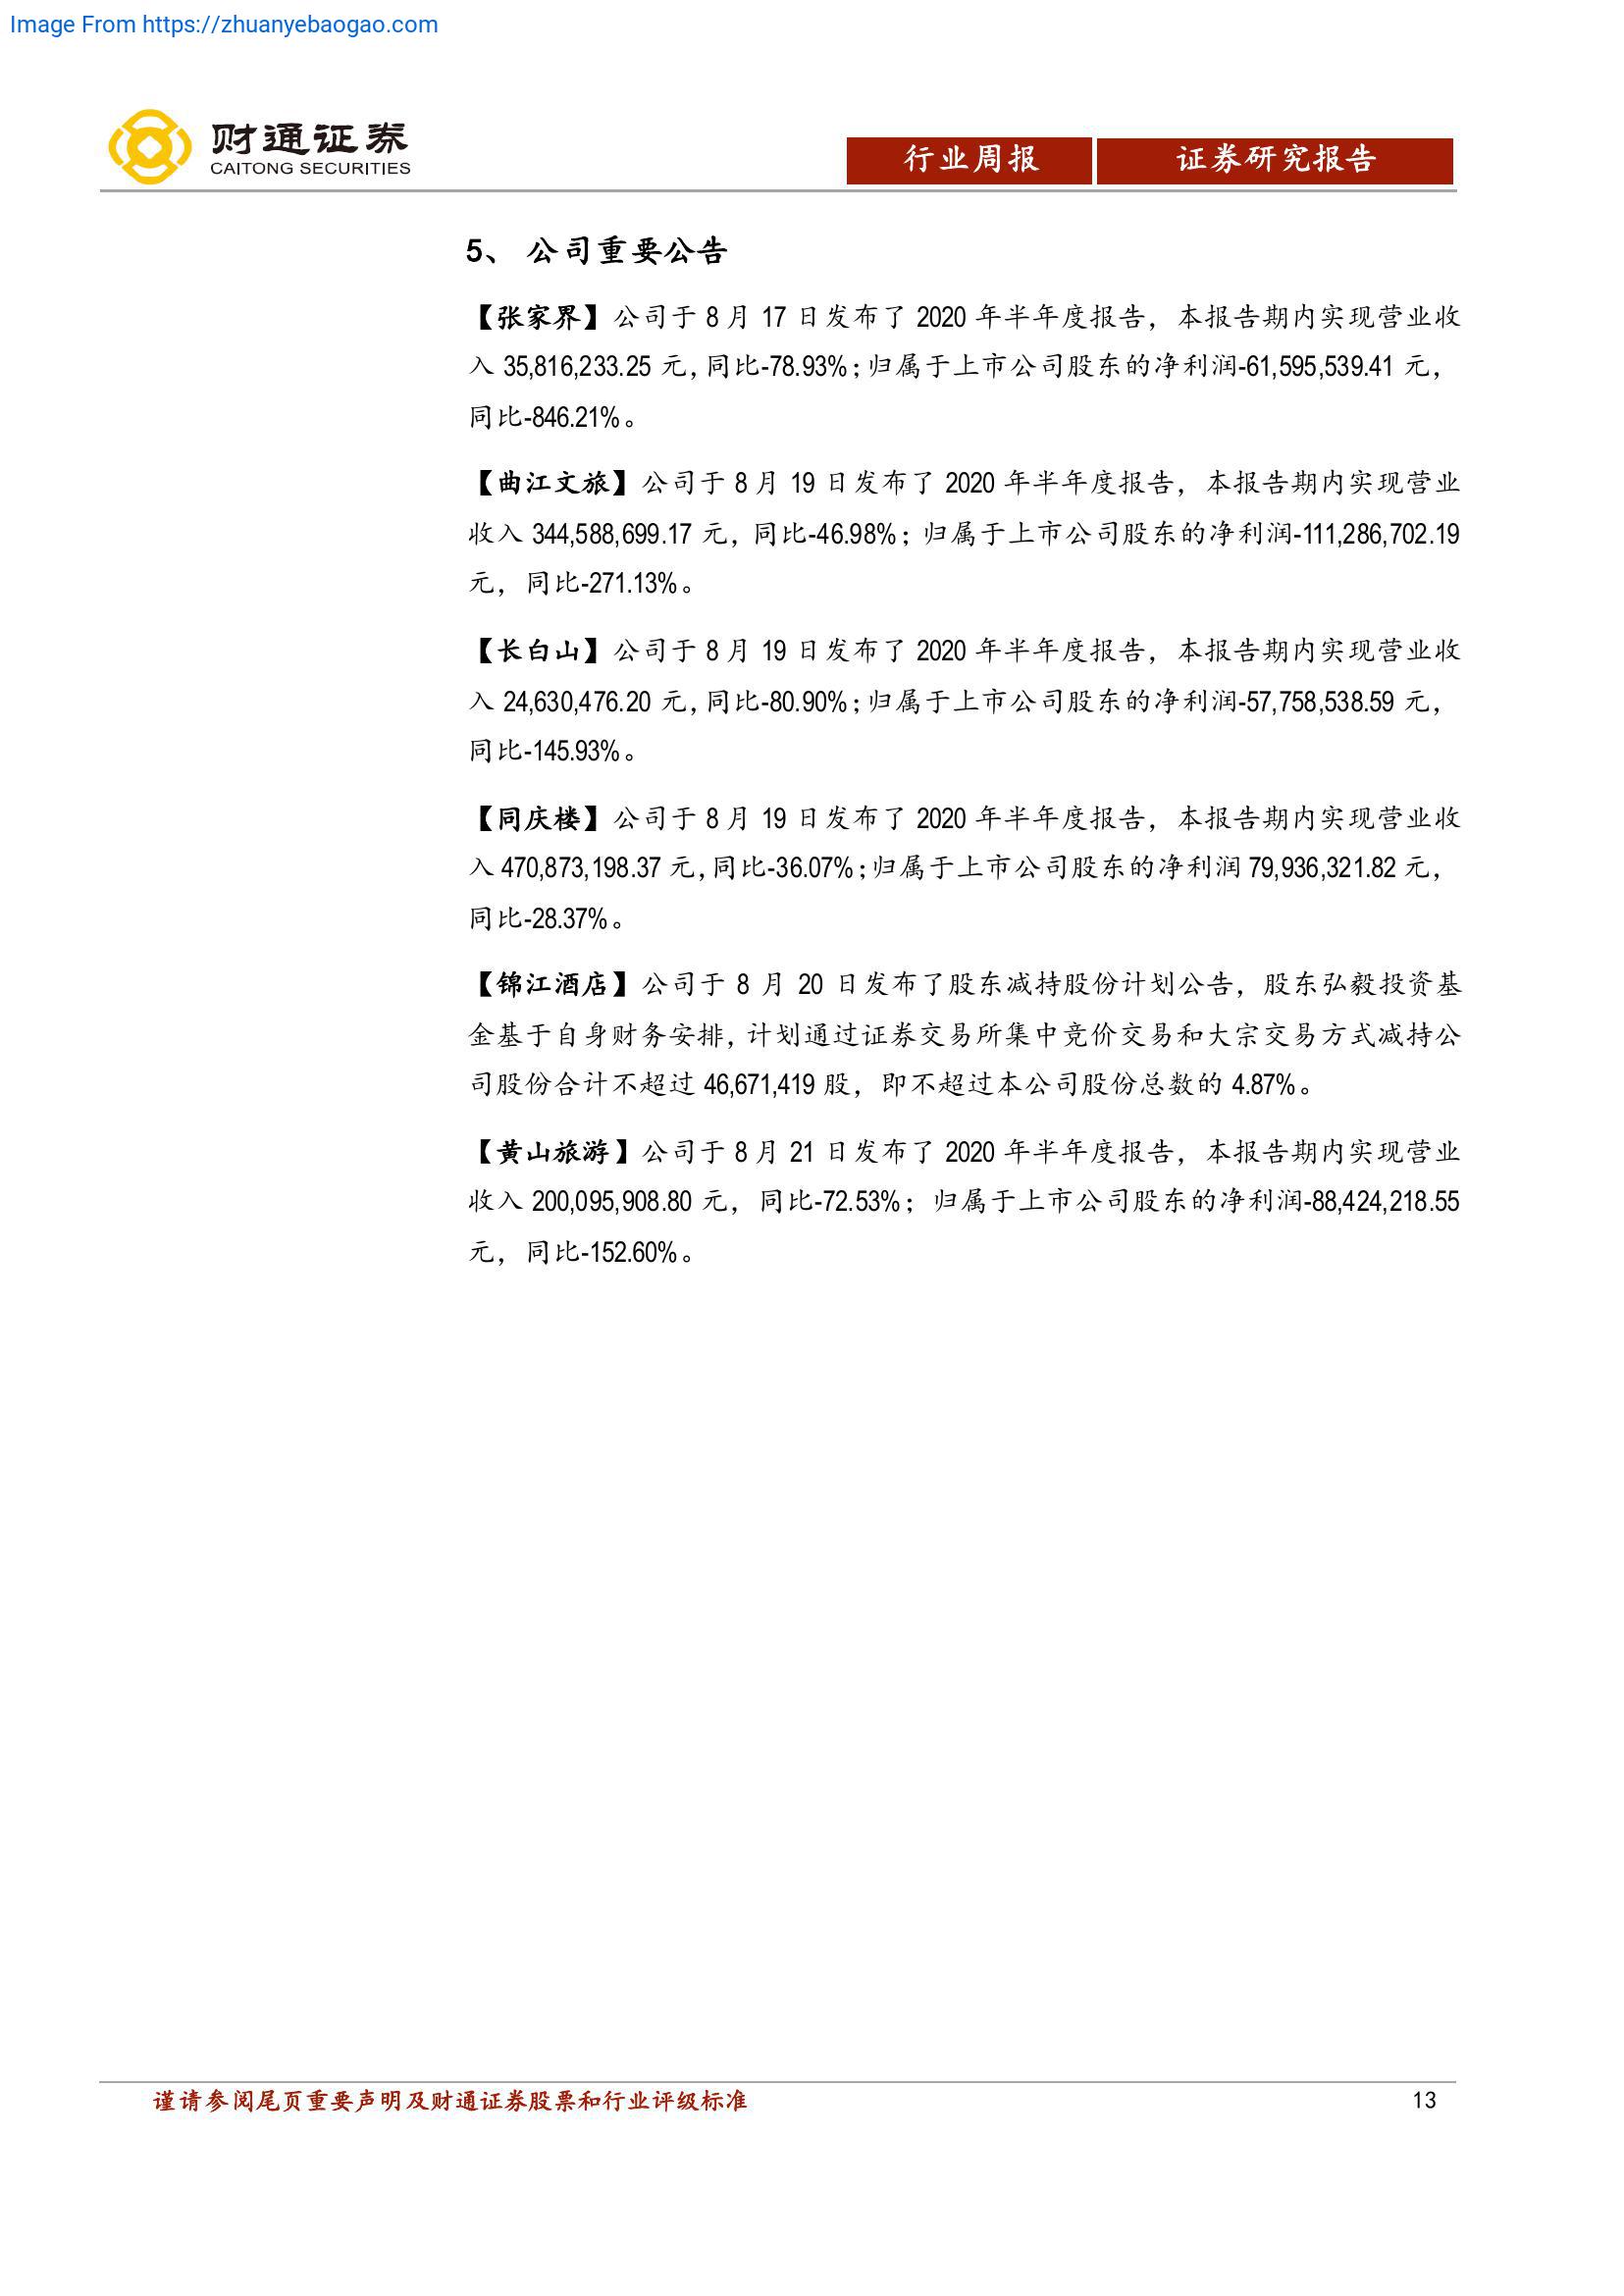 Image From https://zhuanyebaogao.com
财通证券
CAITONG SECURITIES
行业周报
证券研究报告
5、 公司重要公告
【张家界】公司于 8 月 17 日发布了 2020 年半年度报告，本报告期内实现营业收
入 35,816,233.25 元，同比-78.93%；归属于上市公司股东的净利润-61,595,539.41 元，
同比-846.21%。
【曲江文旅】公司于 8 月 19 日发布了 2020 年半年度报告，本报告期内实现营业
收入 344,588,699.17 元，同比-46.98%；归属于上市公司股东的净利润-111,286,702.19
元，同比-271.13%。
【长白山】公司于 8 月 19 日发布了 2020 年半年度报告，本报告期内实现营业收
入 24,630,476.20 元，同比-80.90%；归属于上市公司股东的净利润-57,758,538.59 元，
同比-145.93%。
【同庆楼】公司于 8 月 19 日发布了 2020 年半年度报告，本报告期内实现营业收
入 470,873,198.37 元，同比-36.07%；归属于上市公司股东的净利润 79,936,321.82 元，
同比-28.37%。
【锦江酒店】公司于 8 月 20 日发布了股东减持股份计划公告，股东弘毅投资基
金基于自身财务安排，计划通过证券交易所集中竞价交易和大宗交易方式减持公
司股份合计不超过 46,671,419 股，即不超过本公司股份总数的 4.87%。
【黄山旅游】公司于 8 月 21 日发布了 2020 年半年度报告，本报告期内实现营业
收入 200,095,908.80 元，同比-72.53%；归属于上市公司股东的净利润-88,424,218.55
元，同比-152.60%。
谨请参阅尾页重要声明及财通证券股票和行业评级标准
13